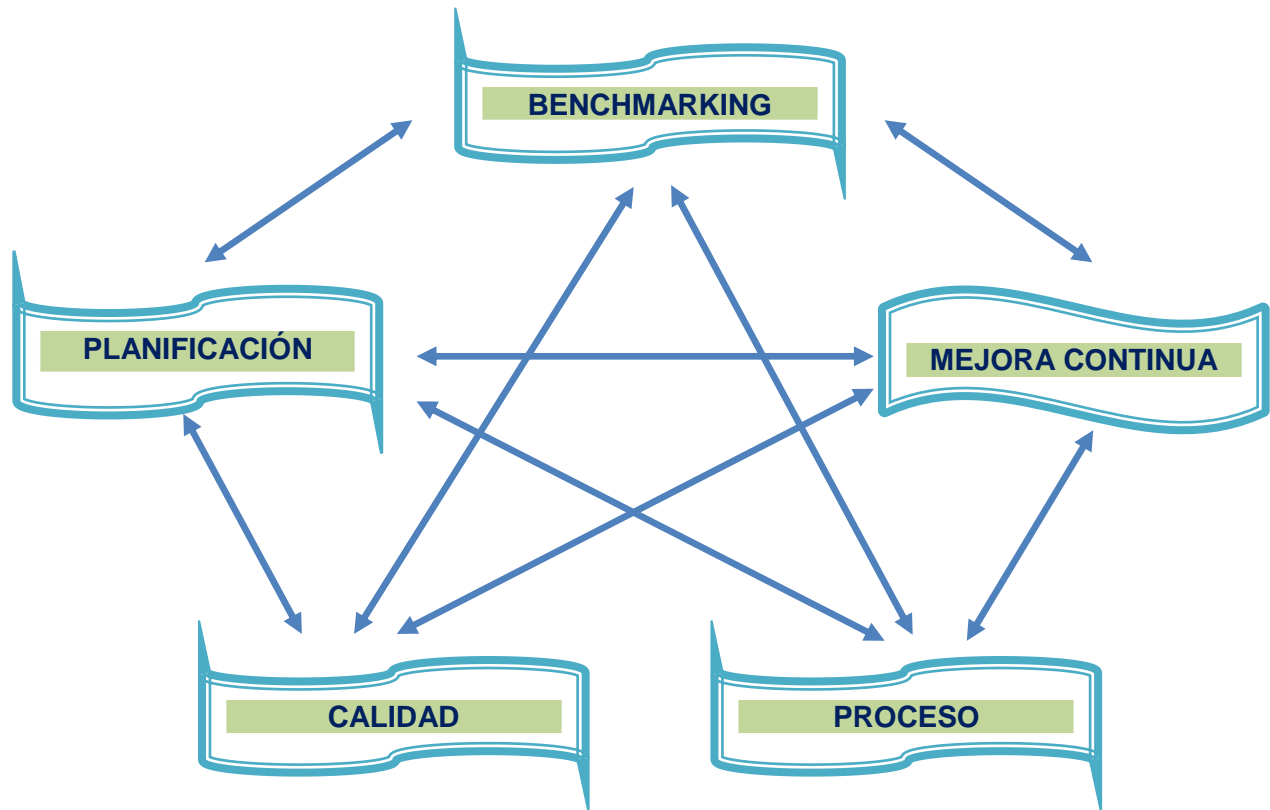 BENCHMARKING
PLANIFICACIÓN
MEJORA CONTINUA
CALIDAD
PROCESO